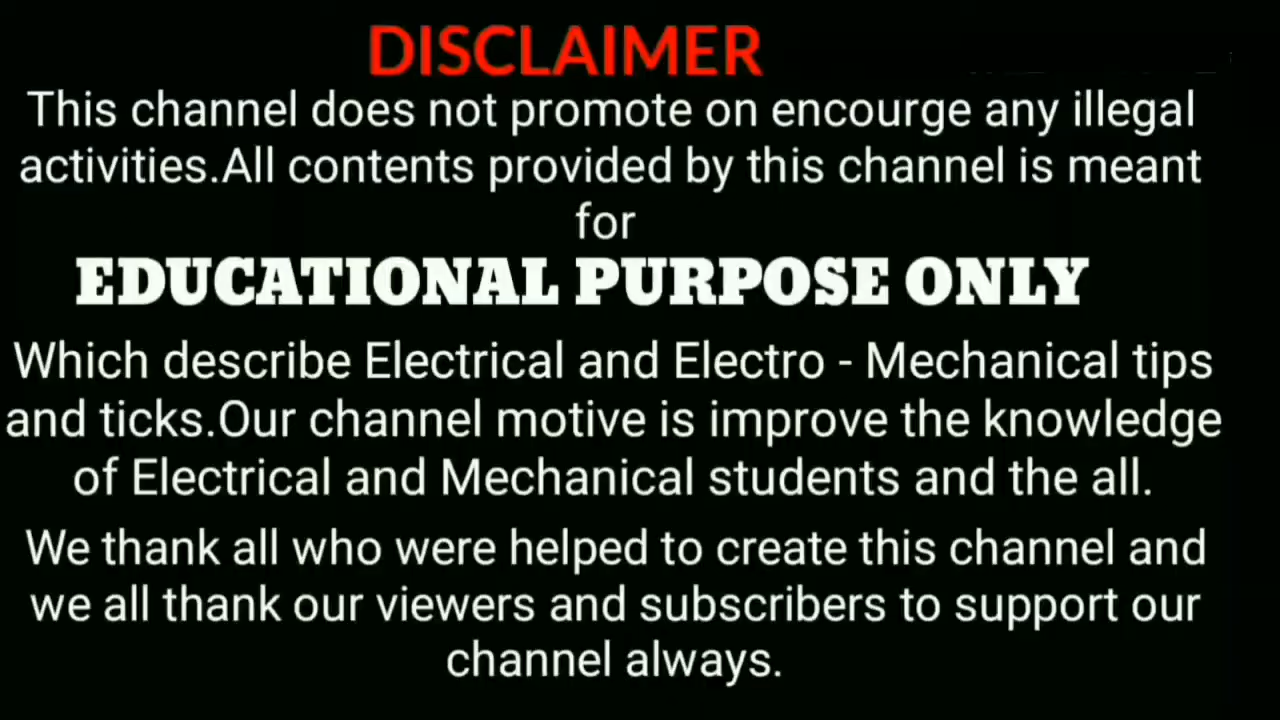 DISCLAIMER
This channel does not promote on encourge any illegal
activities.All contents provided by this channel is meant
for
EDUCATIONAL PURPOSE ONLY
Which describe Electrical and Electro - Mechanical tips
and ticks.Our channel motive is improve the knowledge
of Electrical and Mechanical students and the all.
We thank all who were helped to create this channel and
we all thank our viewers and subscribers to support our
channel always.